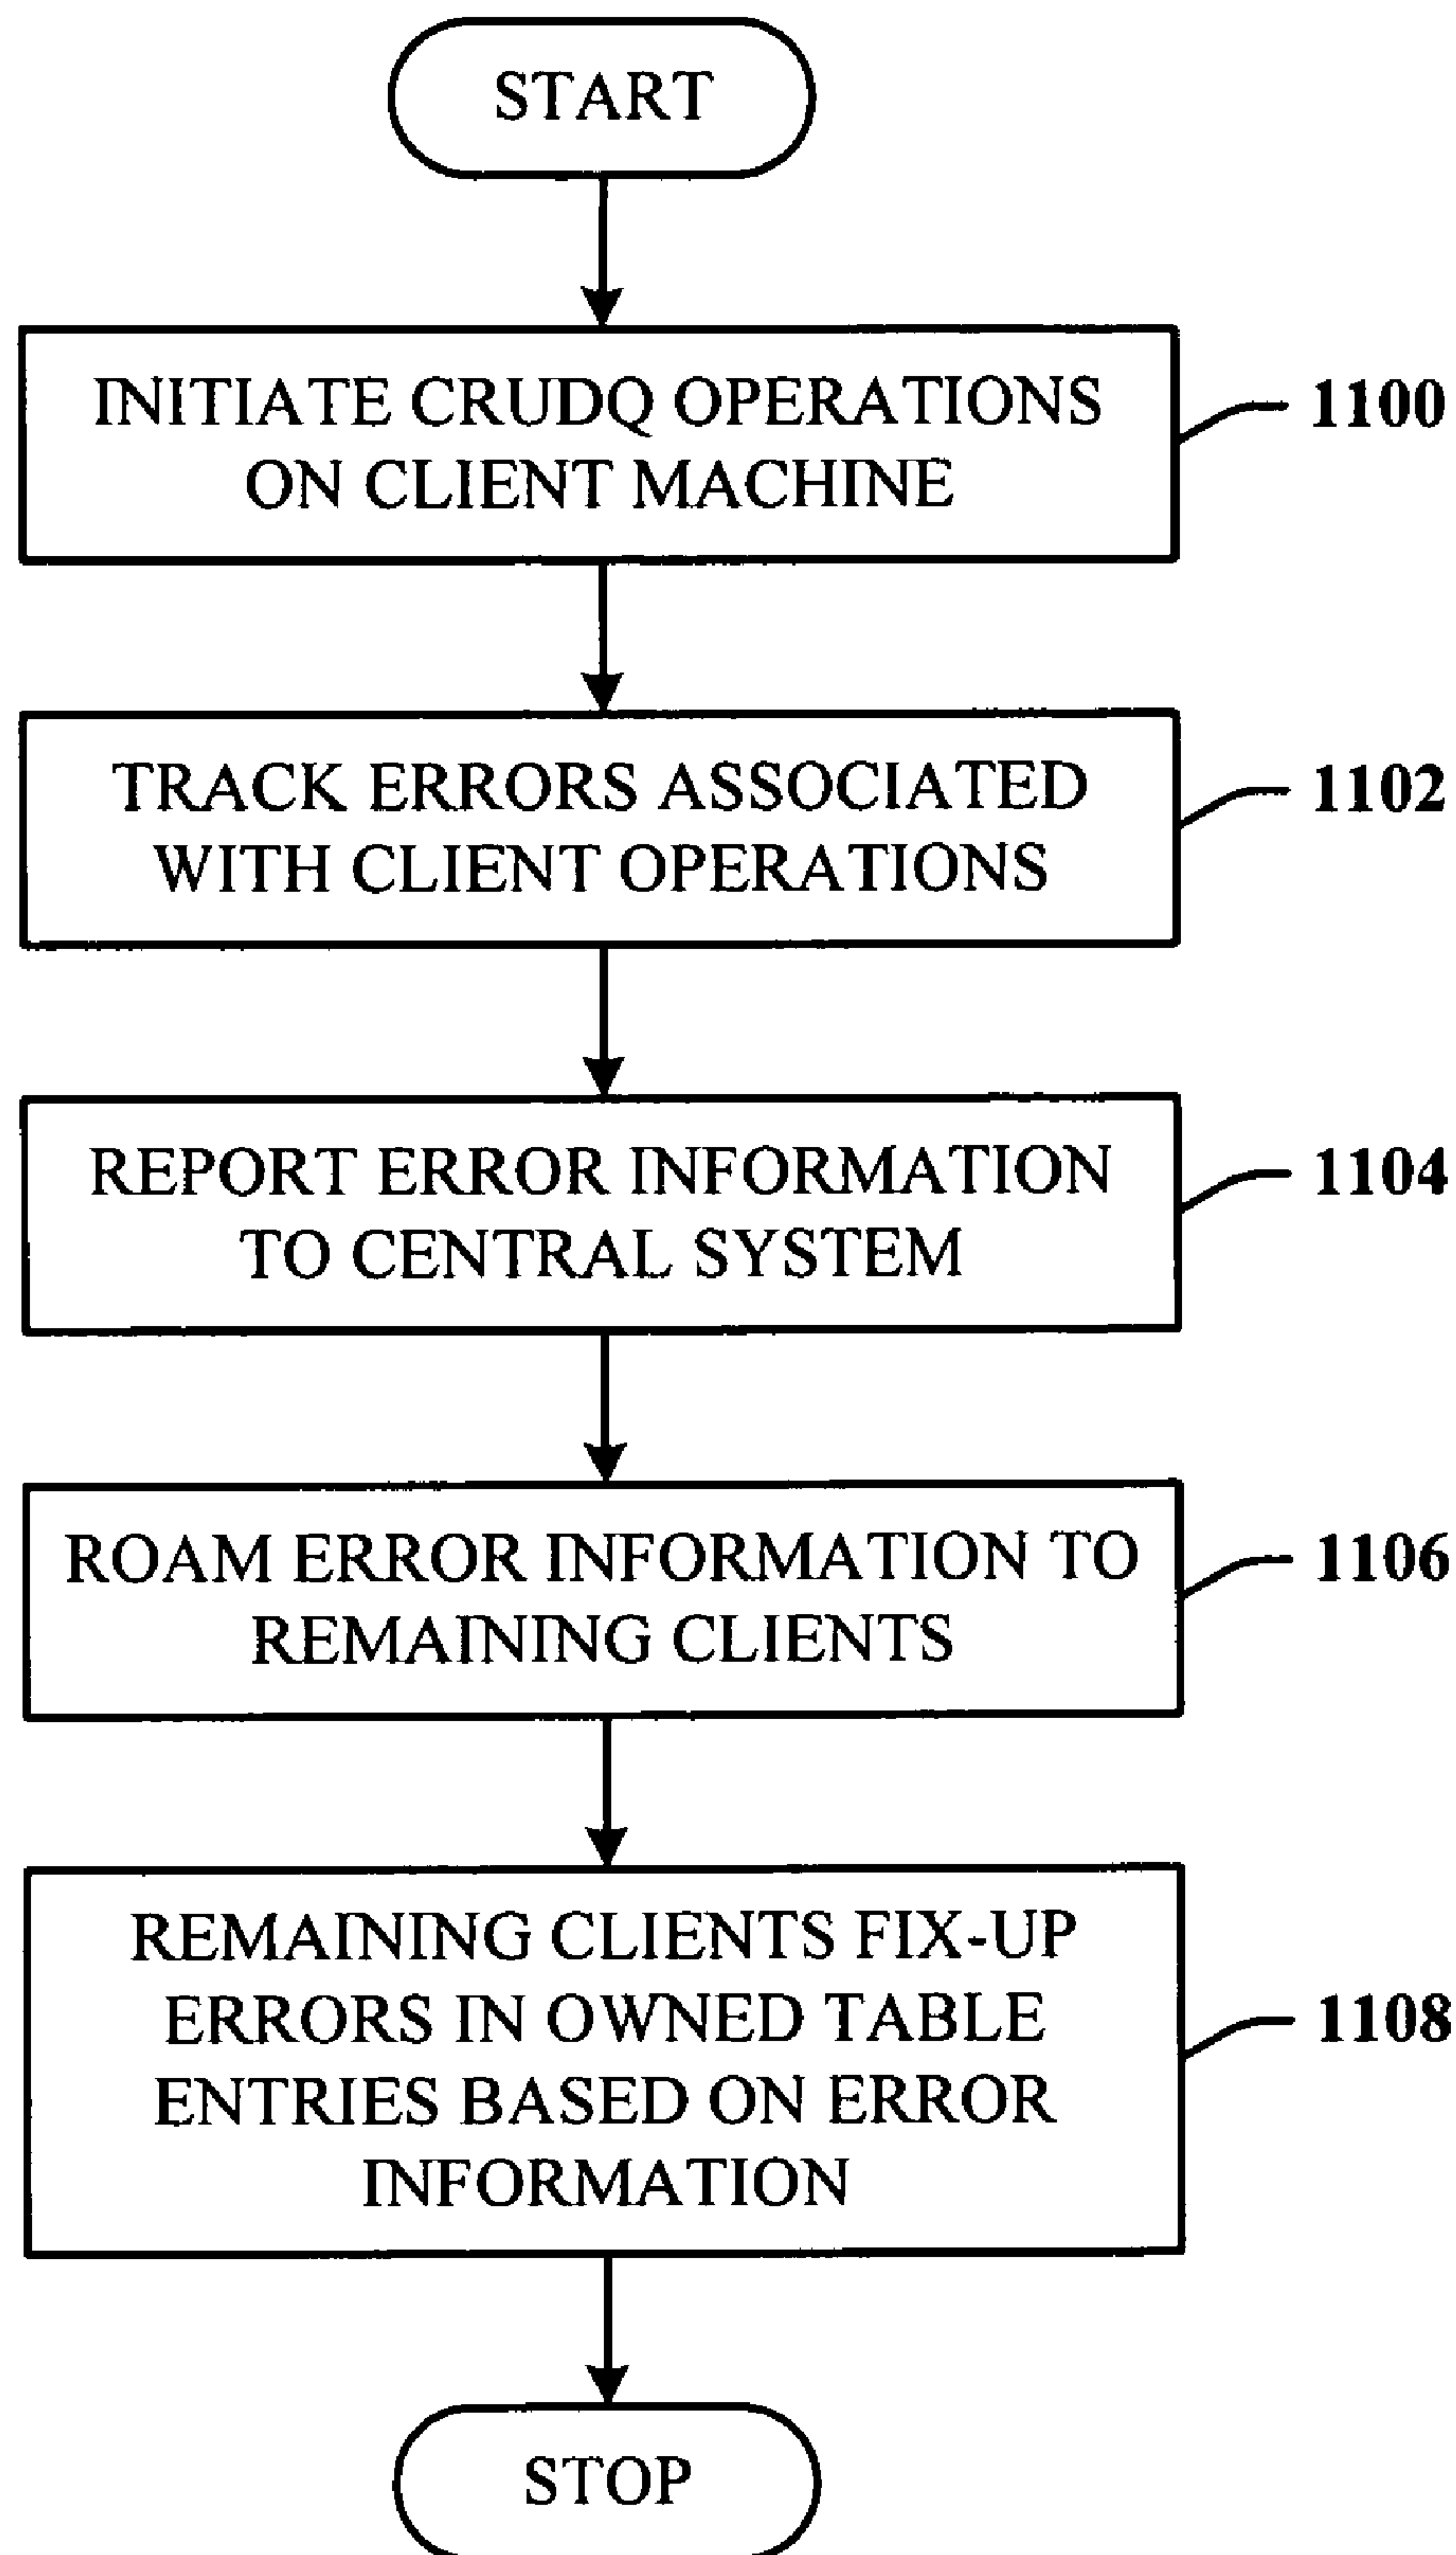 START
INITIATE CRUDQ OPERATIONS
ON CLIENT MACHINE
1100
TRACK ERRORS ASSOCIATED
WITH CLIENT OPERATIONS
1102
REPORT ERROR INFORMATION
TO CENTRAL SYSTEM
1104
ROAM ERROR INFORMATION TO
REMAINING CLIENTS
1106
REMAINING CLIENTS FIX-UP
ERRORS IN OWNED TABLE
ENTRIES BASED ON ERROR
INFORMATION
1108
STOP